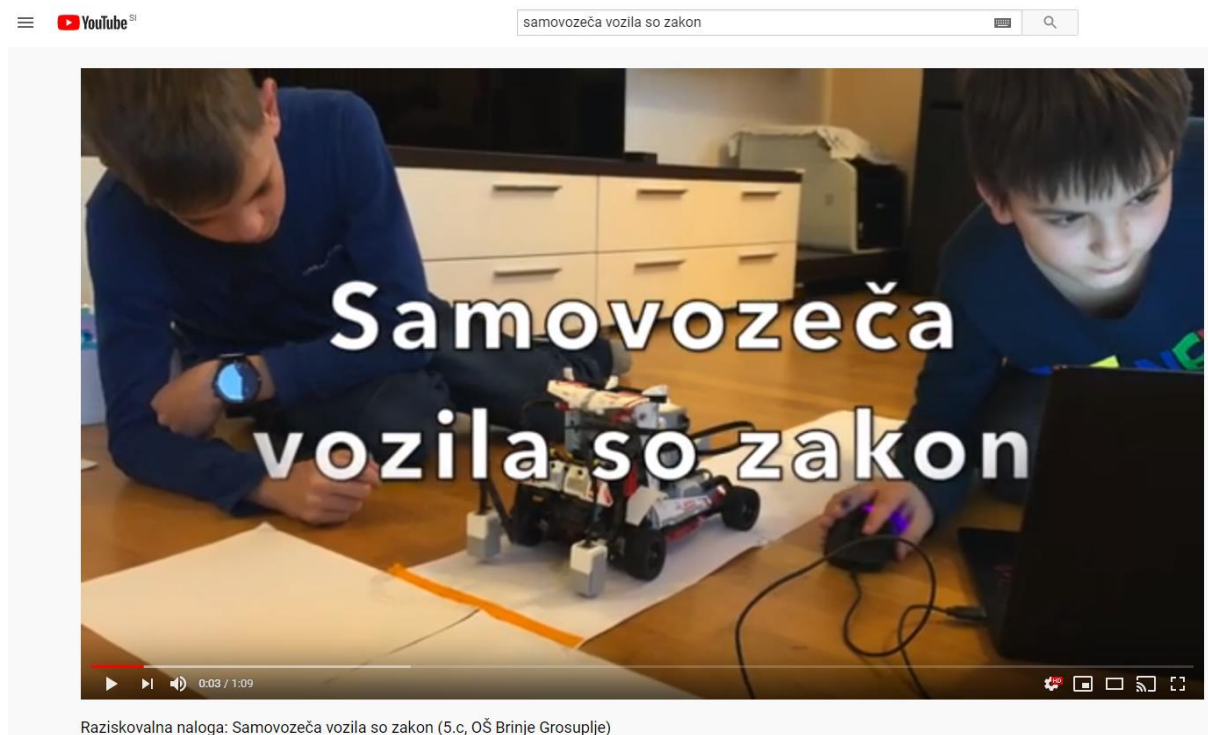 YouTube SI
samovozeča vozila so zakon
Samovozeča
vozila so zakon
0:03 / 1:09
HD
Raziskovalna naloga: Samovozeča vozila so zakon (5.c, OŠ Brinje Grosuplje)